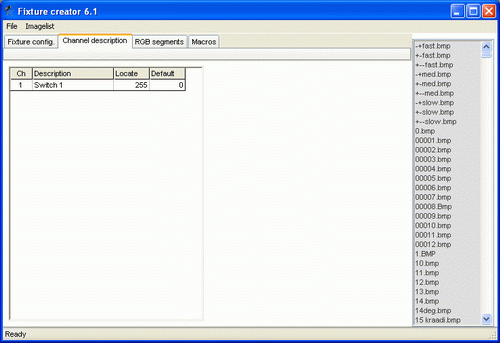 Fixture creator 6.1
File Imagelist
Fixture config. Channel description RGB segments Macros
Ch Description Locate Default
1 Switch 1 255 0
-+fast.bmp
+-fast.bmp
+--fast.bmp
-+med.bmp
+-med.bmp
+--med.bmp
-+slow.bmp
+-slow.bmp
+--slow.bmp
0.bmp
00001.bmp
00002.bmp
00003.bmp
00004.bmp
00005.bmp
00006.bmp
00007.bmp
00008.Bmp
00009.bmp
00010.bmp
00011.bmp
00012.bmp
1.BMP
10.bmp
11.bmp
12.bmp
13.bmp
14.bmp
14deg.bmp
15 kraadi.bmp
Ready